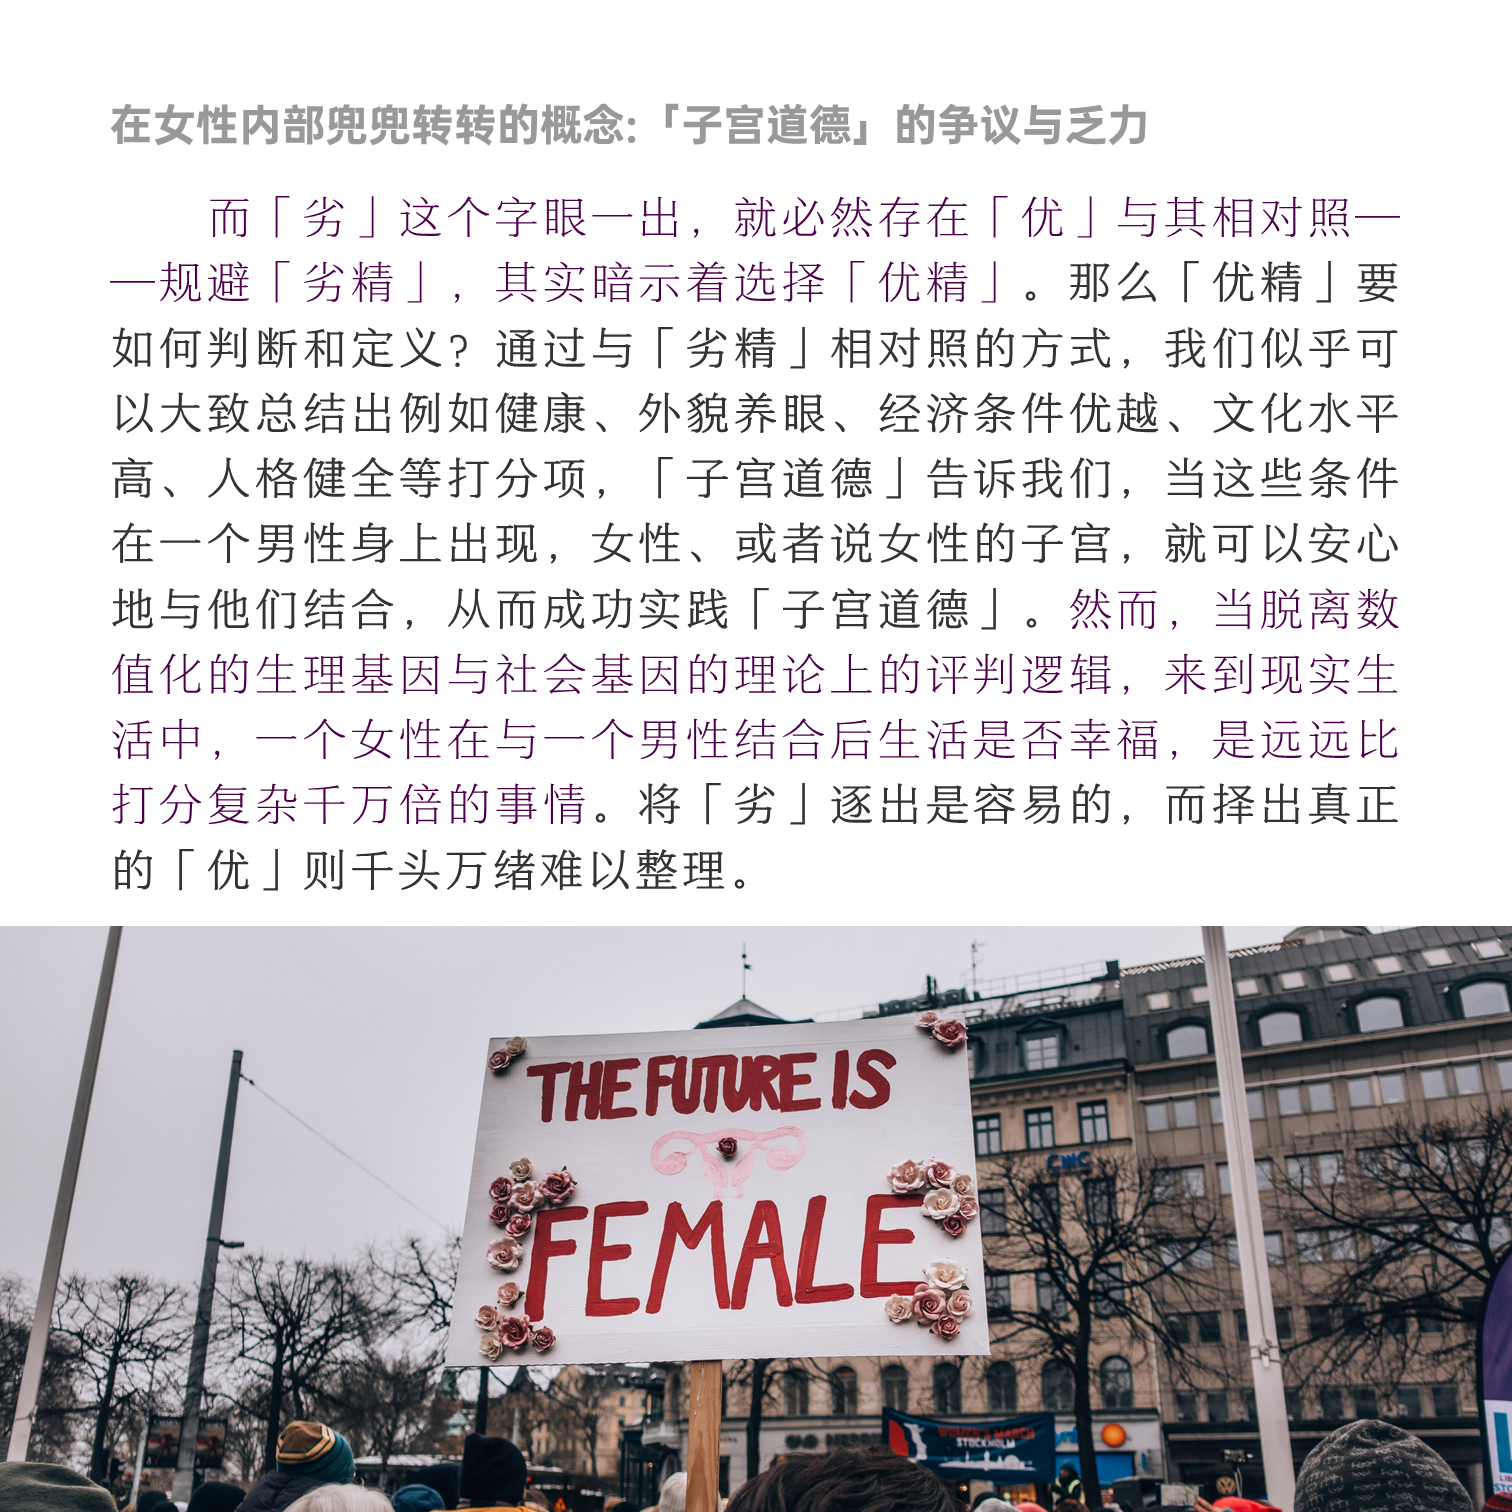 在女性内部兜兜转转的概念:「子宫道德」的争议与乏力
而「劣」这个字眼一出，就必然存在「优」与其相对照—
—规避「劣精」，其实暗示着选择「优精」。那么「优精」要
如何判断和定义？通过与「劣精」相对照的方式，我们似乎可
以大致总结出例如健康、外貌养眼、经济条件优越、文化水平
高、人格健全等打分项，「子宫道德」告诉我们，当这些条件
在一个男性身上出现，女性、或者说女性的子宫，就可以安心
地与他们结合，从而成功实践「子宫道德」。然而，当脱离数
值化的生理基因与社会基因的理论上的评判逻辑，来到现实生
活中，一个女性在与一个男性结合后生活是否幸福，是远远比
打分复杂千万倍的事情。将「劣」逐出是容易的，而择出真正
的「优」则千头万绪难以整理。
THE FUTURE IS
FEMALE
CMC
WOMEN'S MARCH
STOCKHOLM